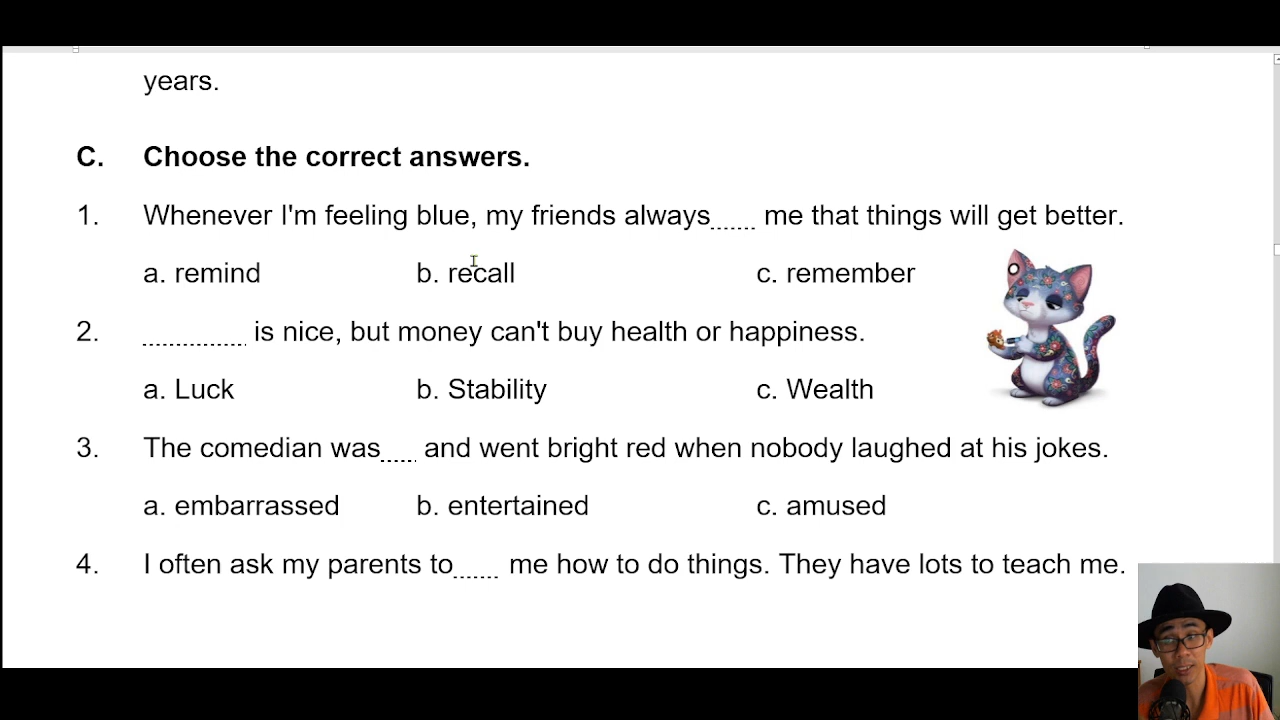 years.
C. Choose the correct answers.
1. Whenever I'm feeling blue, my friends always...... me that things will get better.
a. remind b. recall c. remember
2. ............... is nice, but money can't buy health or happiness.
a. Luck b. Stability c. Wealth
3. The comedian was..... and went bright red when nobody laughed at his jokes.
a. embarrassed b. entertained c. amused
4. I often ask my parents to...... me how to do things. They have lots to teach me.